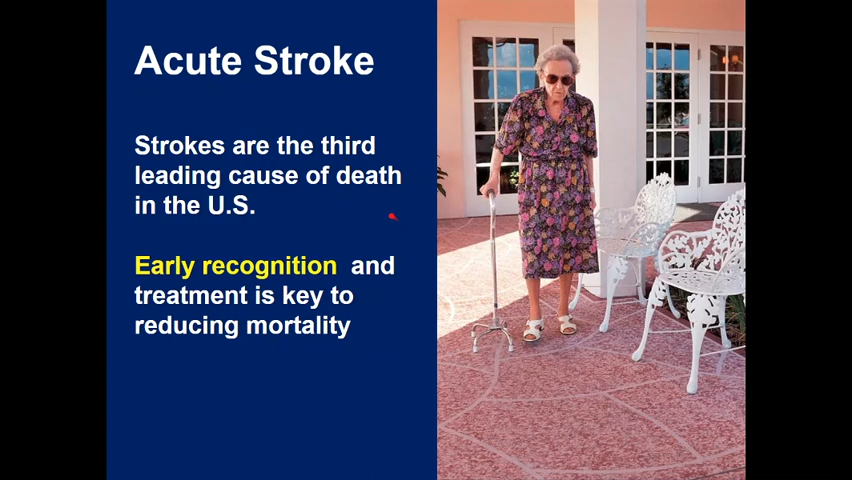 Acute Stroke
Strokes are the third
leading cause of death
in the U.S.
Early recognition and
treatment is key to
reducing mortality